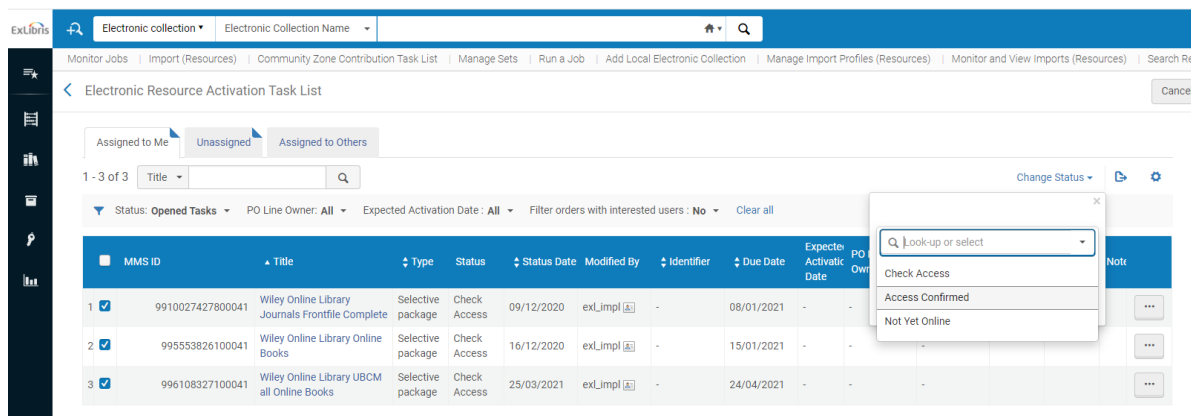 ExLibris Electronic collection Electronic Collection Name
Monitor Jobs | Import (Resources) | Community Zone Contribution Task List | Manage Sets | Run a Job | Add Local Electronic Collection | Manage Import Profiles (Resources) | Monitor and View Imports (Resources) | Search Re
Electronic Resource Activation Task List Cance
Assigned to Me Unassigned Assigned to Others
1 - 3 of 3 Title Change Status
Status: Opened Tasks PO Line Owner: All Expected Activation Date : All Filter orders with interested users : No Clear all
×
Look-up or select
Check Access
Access Confirmed
Not Yet Online
MMS ID Title Type Status Status Date Modified By Identifier Due Date Expected Activation Date PO Own Note
1 9910027427800041 Wiley Online Library Journals Frontfile Complete Selective package Check Access 09/12/2020 exl_impl - 08/01/2021 - -
2 995553826100041 Wiley Online Library Online Books Selective package Check Access 16/12/2020 exl_impl - 15/01/2021 - - -
3 996108327100041 Wiley Online Library UBCM all Online Books Selective package Check Access 25/03/2021 exl_impl - 24/04/2021 - - -